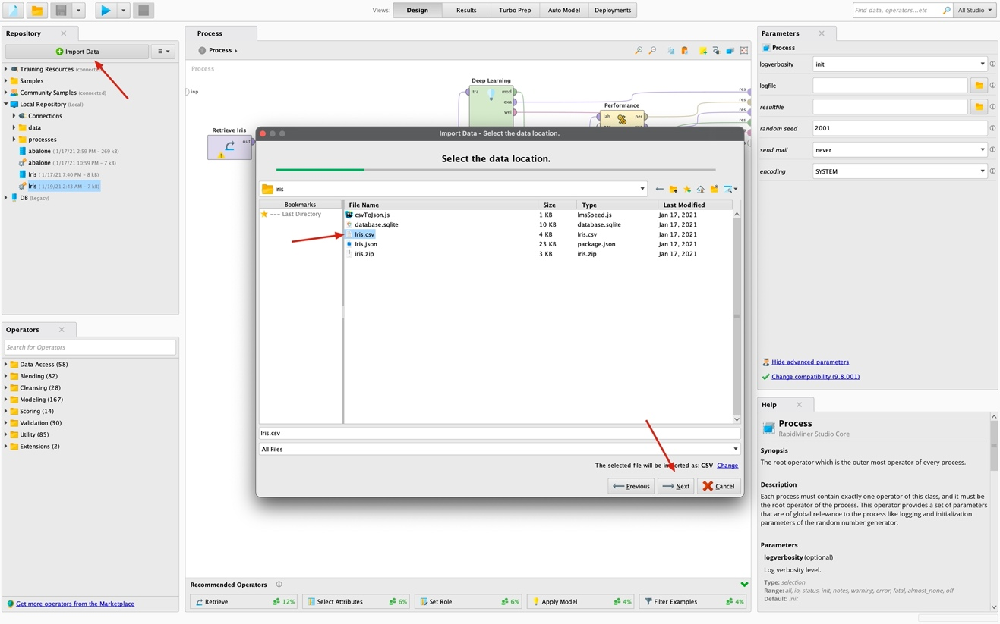 Views:
Design
Results
Turbo Prep
Auto Model
Deployments
Find data, operators...etc
All Studio
Repository
Import Data
Training Resources (connected)
Samples
Community Samples (connected)
Local Repository (Local)
Connections
data
processes
abalone (1/17/21 2:59 PM – 269 kB)
abalone (1/17/21 10:59 PM – 7 kB)
Iris (1/17/21 7:40 PM – 8 kB)
Iris (1/19/21 2:43 AM – 7 kB)
DB (Legacy)
Operators
Search for Operators
Data Access (58)
Blending (82)
Cleansing (28)
Modeling (167)
Scoring (14)
Validation (30)
Utility (85)
Extensions (2)
Get more operators from the Marketplace
Process
Process
Process
inp
Retrieve Iris
out
Deep Learning
tra
mod
exa
wei
Performance
lab
per
res
res
res
res
res
Import Data - Select the data location.
Select the data location.
iris
Bookmarks
--- Last Directory
File Name Size Type Last Modified
csvToJson.js 1 KB lmsSpeed.js Jan 17, 2021
database.sqlite 10 KB database.sqlite Jan 17, 2021
Iris.csv 4 KB Iris.csv Jan 17, 2021
Iris.json 23 KB package.json Jan 17, 2021
iris.zip 3 KB iris.zip Jan 17, 2021
Iris.csv
All Files
The selected file will be imported as: CSV Change
Previous
Next
Cancel
Recommended Operators
Retrieve 12%
Select Attributes 6%
Set Role 6%
Apply Model 4%
Filter Examples 4%
Parameters
Process
logverbosity init
logfile
resultfile
random seed 2001
send mail never
encoding SYSTEM
Hide advanced parameters
Change compatibility (9.8.001)
Help
Process
RapidMiner Studio Core
Synopsis
The root operator which is the outer most operator of every process.
Description
Each process must contain exactly one operator of this class, and it must be
the root operator of the process. This operator provides a set of parameters
that are of global relevance to the process like logging and initialization
parameters of the random number generator.
Parameters
logverbosity (optional)
Log verbosity level.
Type: selection
Range: all, io, status, init, notes, warning, error, fatal, almost_none, off
Default: init